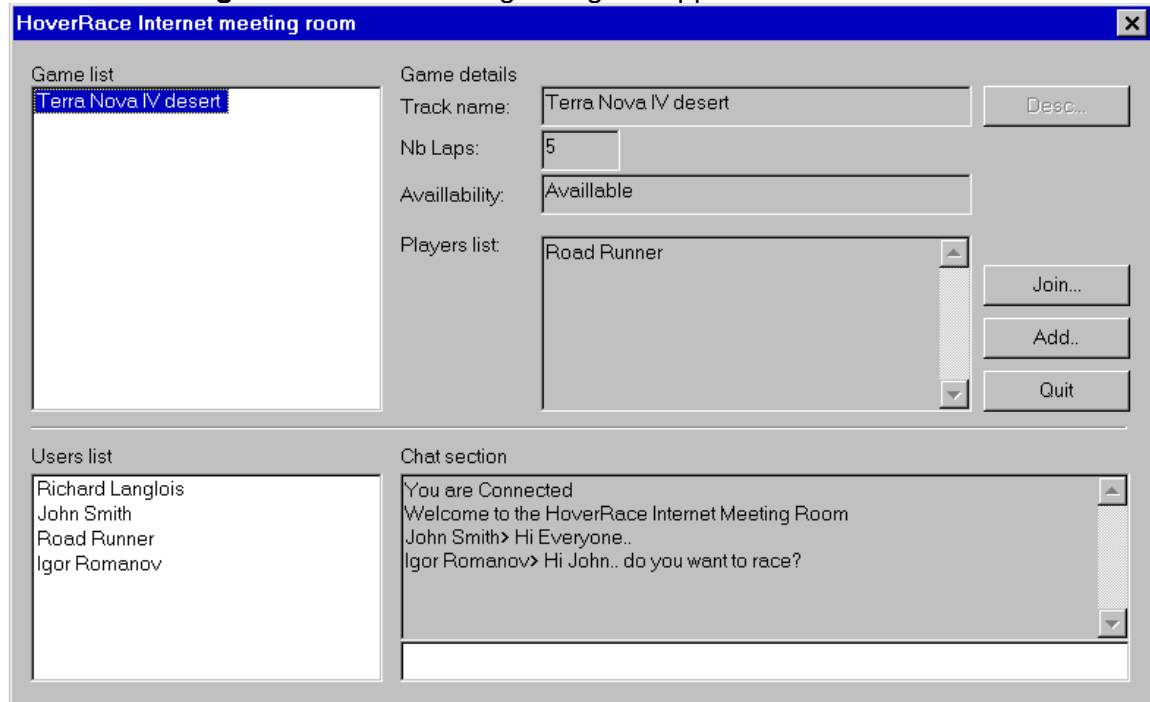 HoverRace Internet meeting room
Game list
Terra Nova IV desert
Game details
Track name:
Terra Nova IV desert
Desc...
Nb Laps:
5
Availlability:
Availlable
Players list:
Road Runner
Join...
Add..
Quit
Users list
Richard Langlois
John Smith
Road Runner
Igor Romanov
Chat section
You are Connected
Welcome to the HoverRace Internet Meeting Room
John Smith> Hi Everyone..
Igor Romanov> Hi John.. do you want to race?